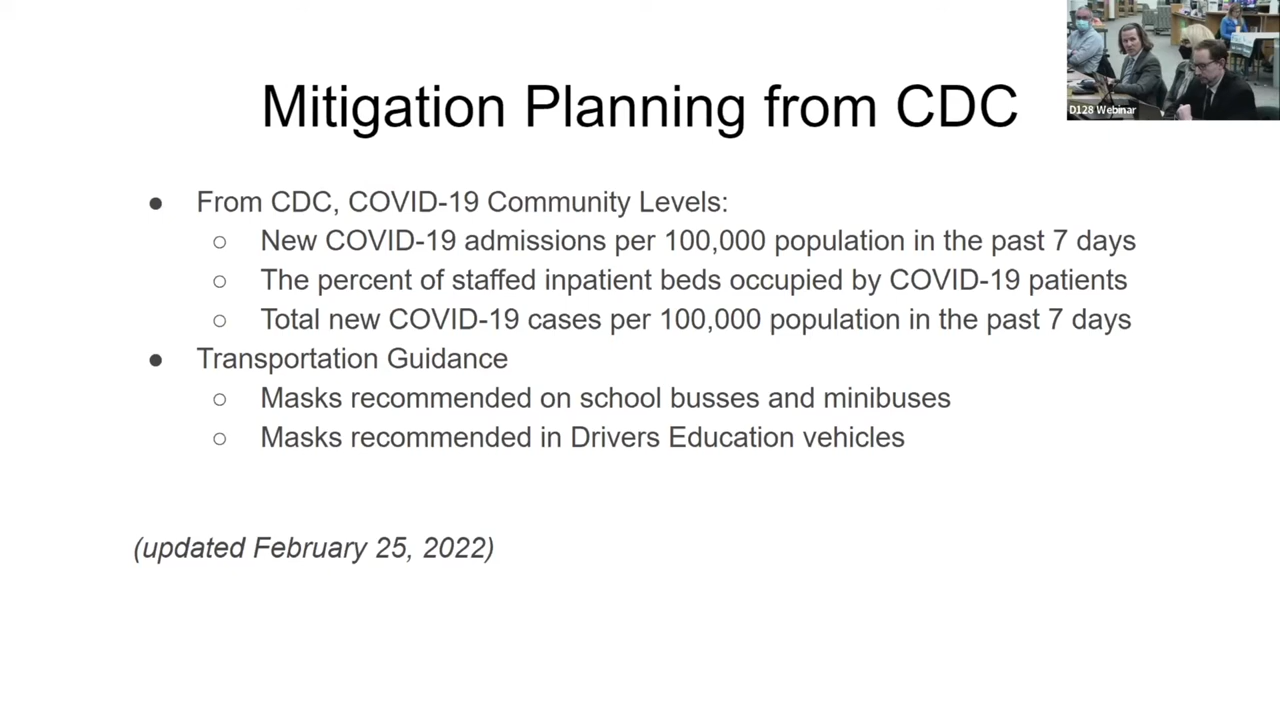 Mitigation Planning from CDC
D128 Webinar
● From CDC, COVID-19 Community Levels:
○ New COVID-19 admissions per 100,000 population in the past 7 days
○ The percent of staffed inpatient beds occupied by COVID-19 patients
○ Total new COVID-19 cases per 100,000 population in the past 7 days
● Transportation Guidance
○ Masks recommended on school busses and minibuses
○ Masks recommended in Drivers Education vehicles
(updated February 25, 2022)